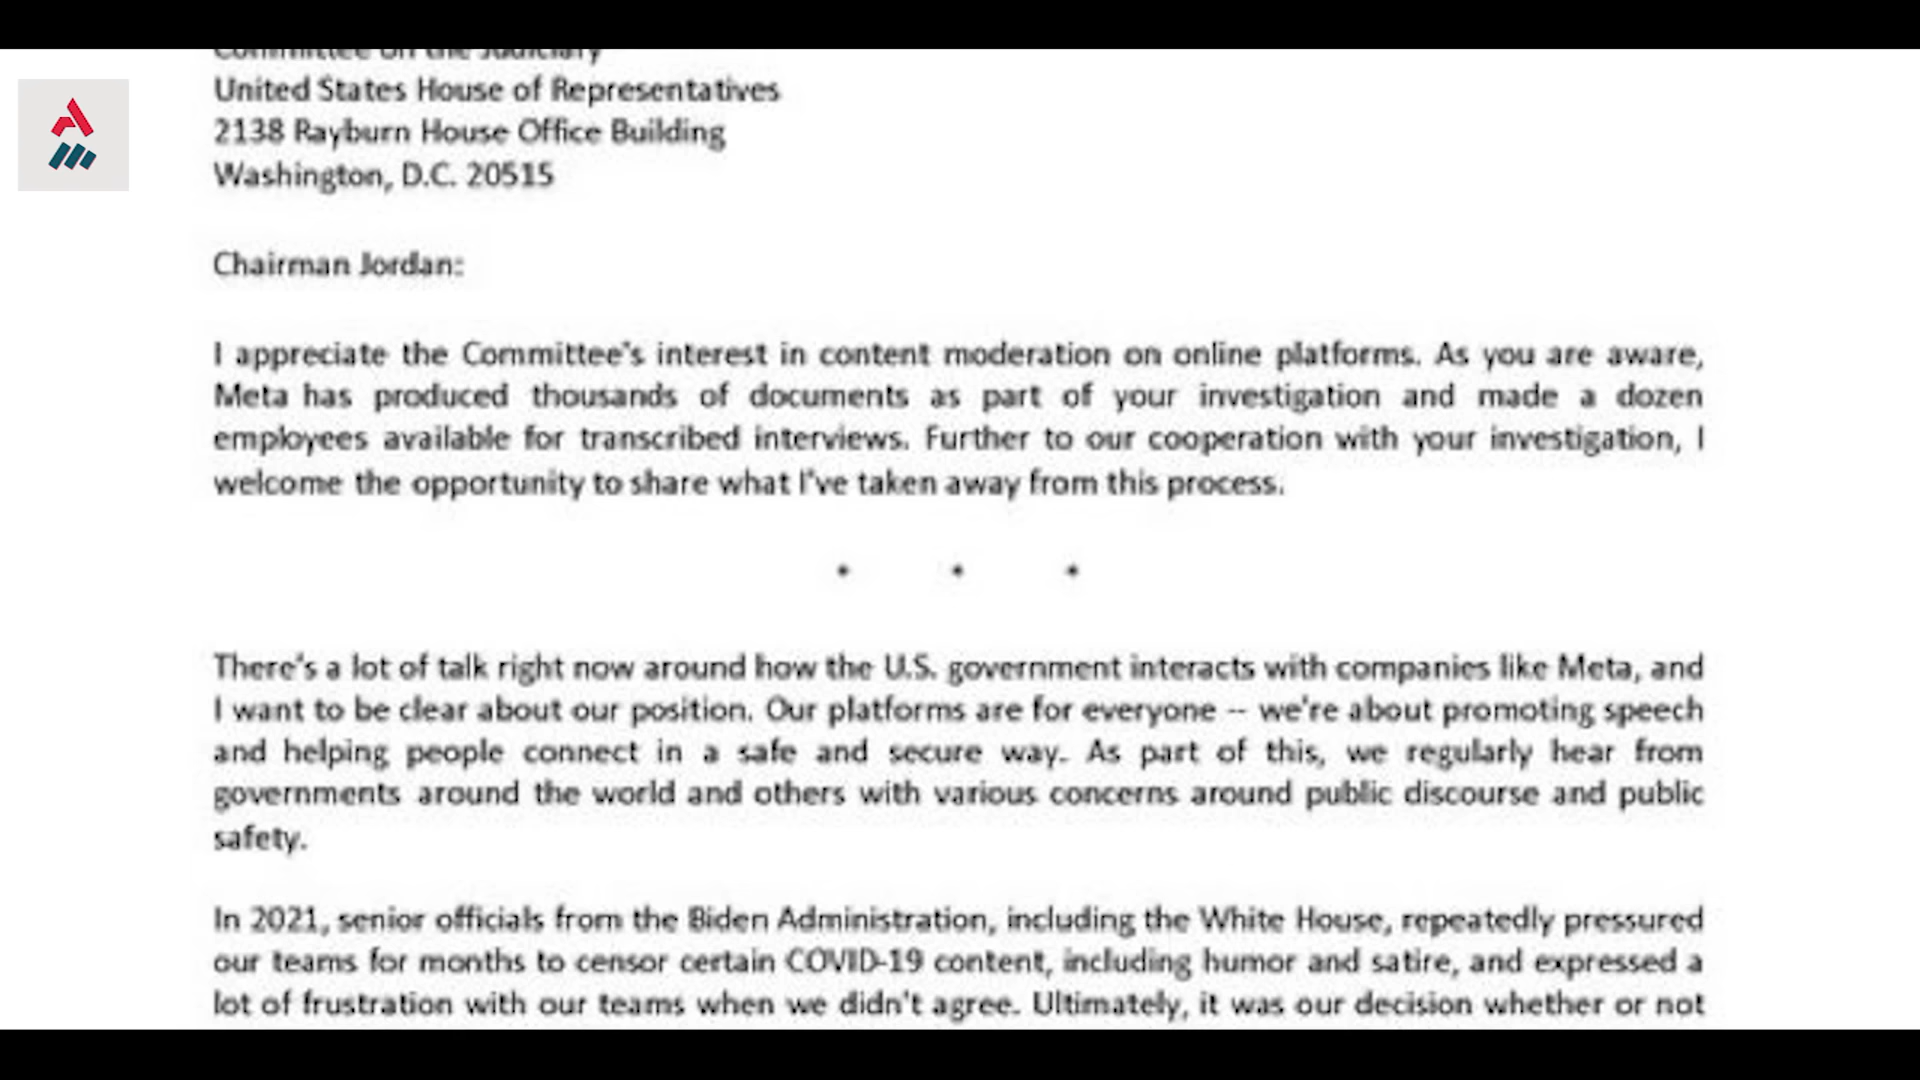 Committee on the Judiciary
United States House of Representatives
2138 Rayburn House Office Building
Washington, D.C. 20515
Chairman Jordan:
I appreciate the Committee's interest in content moderation on online platforms. As you are aware,
Meta has produced thousands of documents as part of your investigation and made a dozen
employees available for transcribed interviews. Further to our cooperation with your investigation, I
welcome the opportunity to share what I've taken away from this process.
* * *
There's a lot of talk right now around how the U.S. government interacts with companies like Meta, and
I want to be clear about our position. Our platforms are for everyone -- we're about promoting speech
and helping people connect in a safe and secure way. As part of this, we regularly hear from
governments around the world and others with various concerns around public discourse and public
safety.
In 2021, senior officials from the Biden Administration, including the White House, repeatedly pressured
our teams for months to censor certain COVID-19 content, including humor and satire, and expressed a
lot of frustration with our teams when we didn't agree. Ultimately, it was our decision whether or not